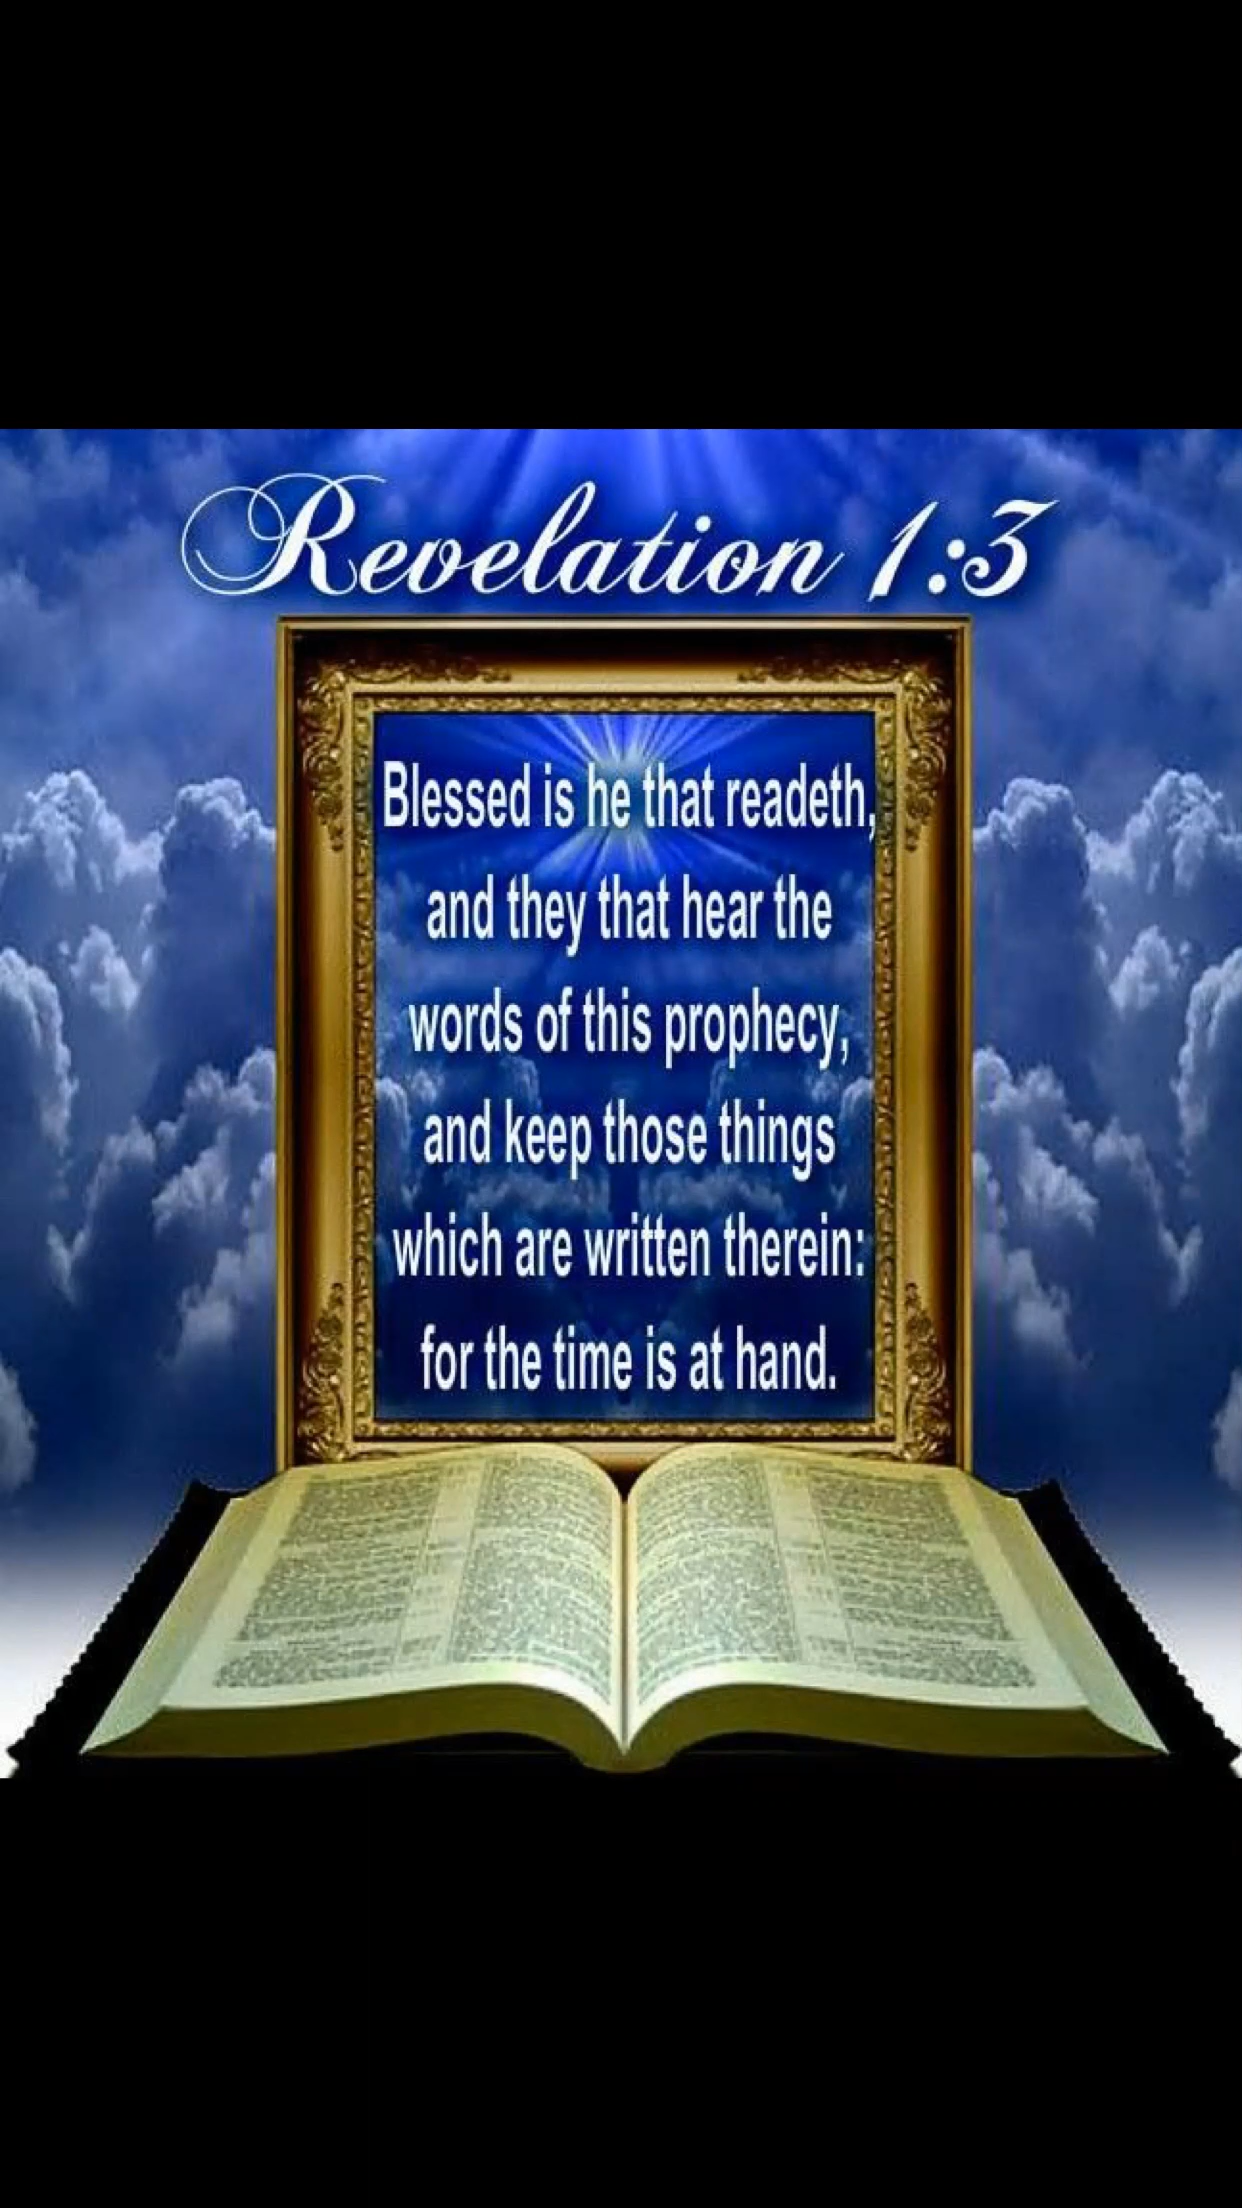 Revelation 1:3
Blessed is he that readeth,
and they that hear the
words of this prophecy,
and keep those things
which are written therein:
for the time is at hand.